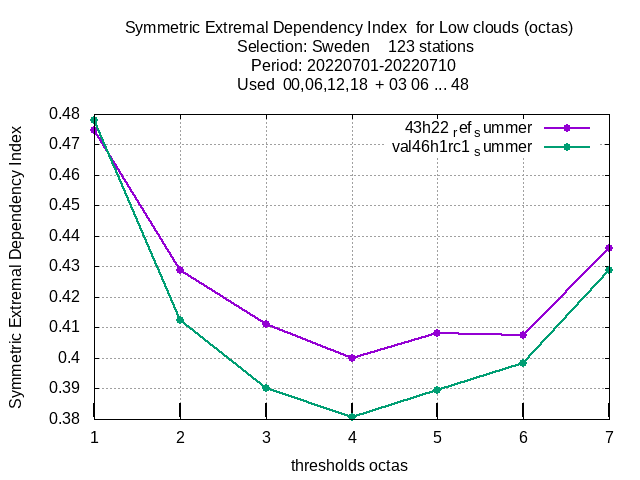 Symmetric Extremal Dependency Index for Low clouds (octas)
Selection: Sweden 123 stations
Period: 20220701-20220710
Used 00,06,12,18 + 03 06 ... 48
43h22ref summer
val46h1rc1 summer
0.48
0.47
0.46
0.45
0.44
0.43
0.42
0.41
0.4
0.39
0.38
Symmetric Extremal Dependency Index
1 2 3 4 5 6 7
thresholds octas